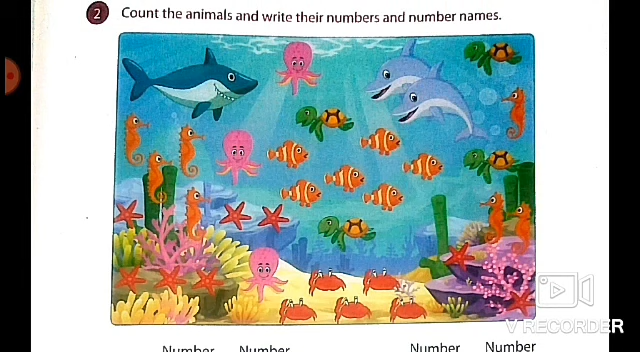 2 Count the animals and write their numbers and number names.
Number Number Number Number
V RECORDER